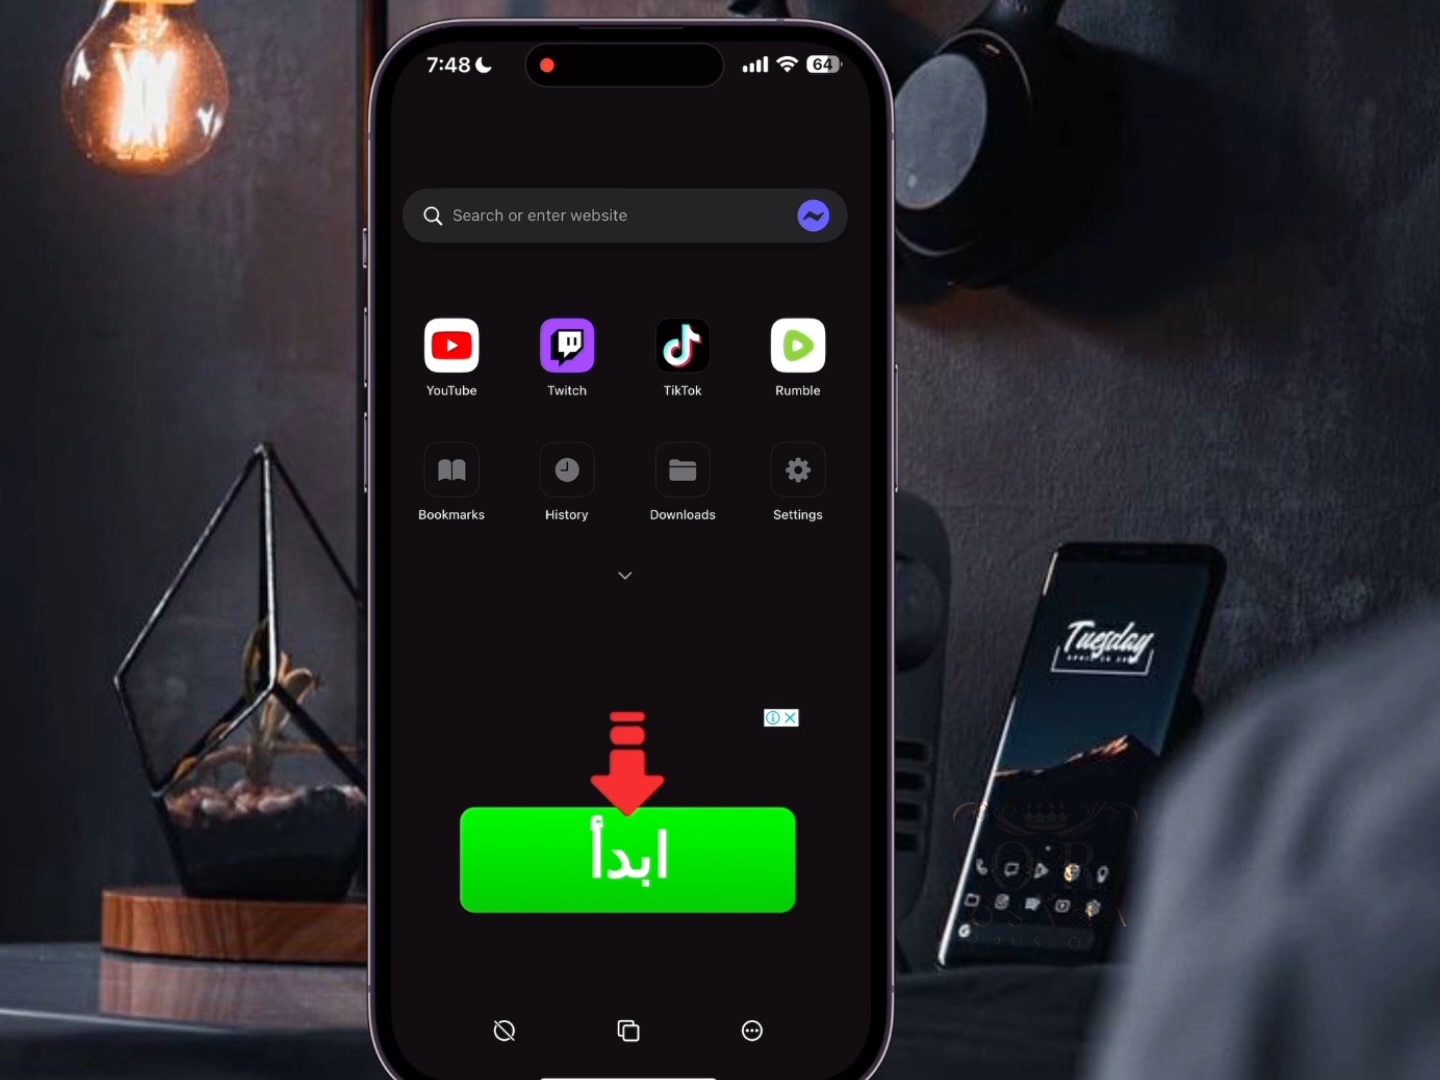 7:48
64
Search or enter website
YouTube
Twitch
TikTok
Rumble
Bookmarks
History
Downloads
Settings
ابدأ
Tuesday